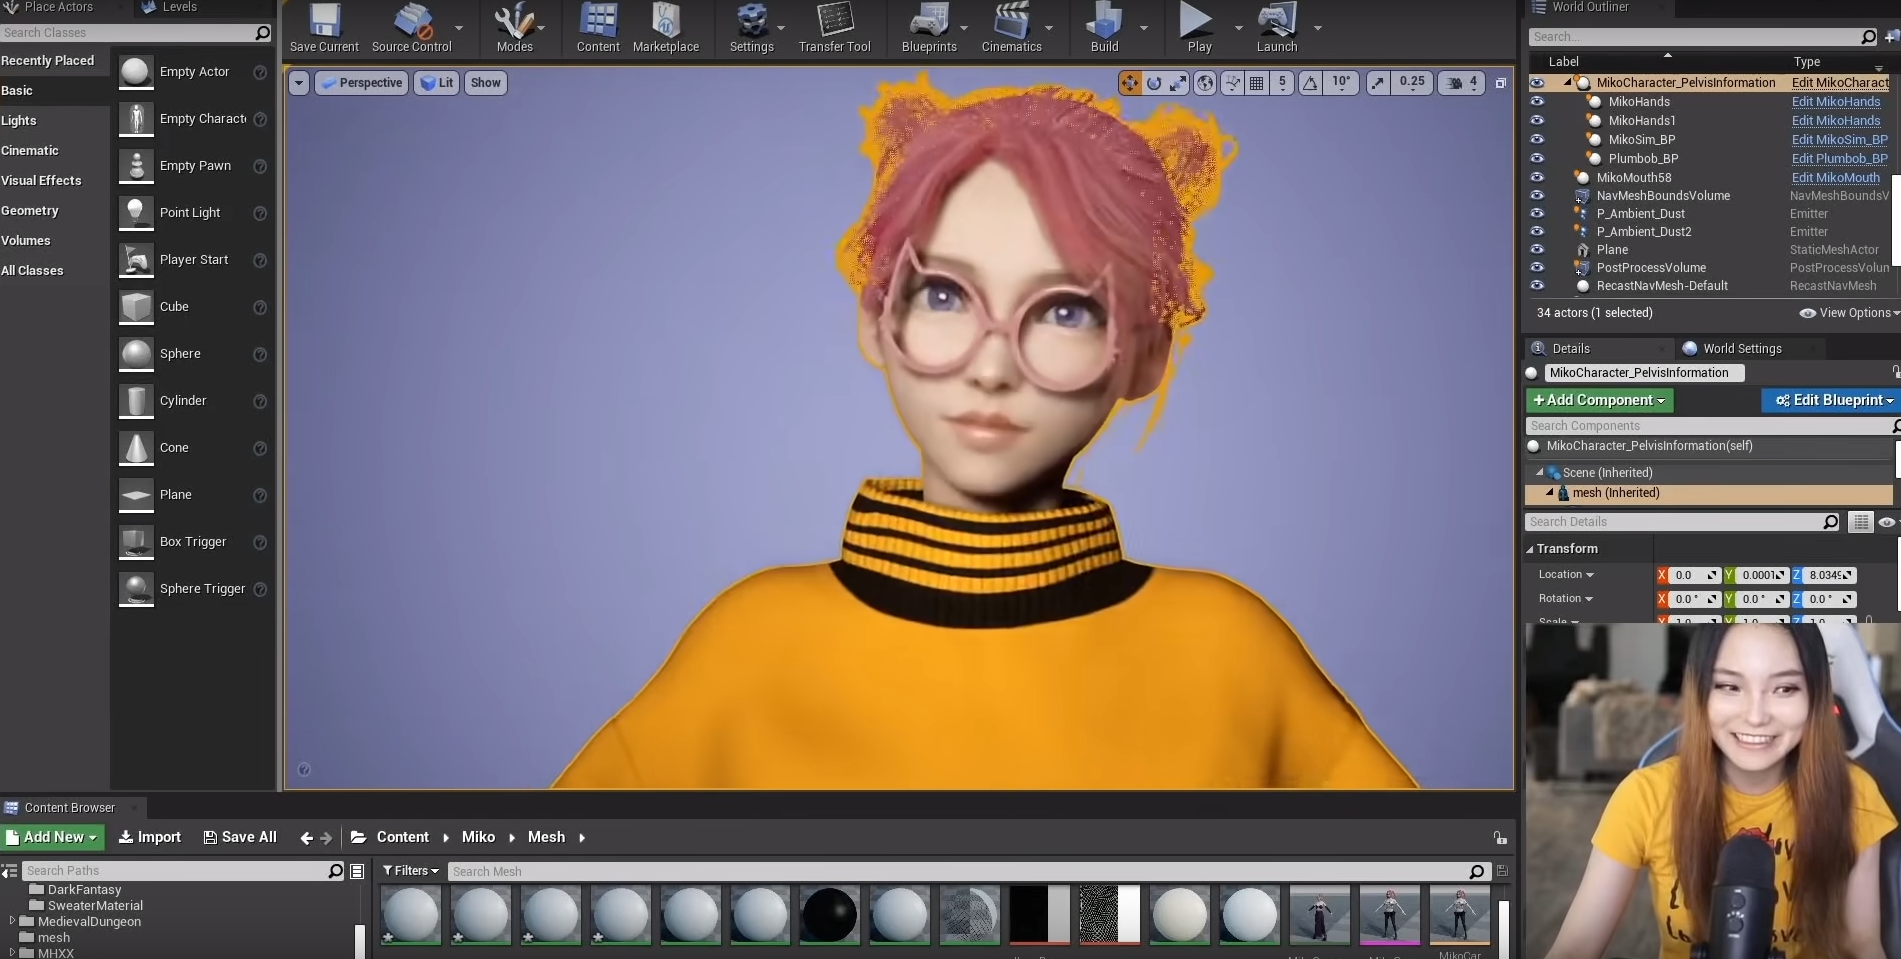 Place Actors
Levels
Search Classes
Recently Placed
Basic
Lights
Cinematic
Visual Effects
Geometry
Volumes
All Classes
Empty Actor
Empty Characte
Empty Pawn
Point Light
Player Start
Cube
Sphere
Cylinder
Cone
Plane
Box Trigger
Sphere Trigger
Save Current
Source Control
Modes
Content
Marketplace
Settings
Transfer Tool
Blueprints
Cinematics
Build
Play
Launch
Perspective
Lit
Show
5
10°
0.25
4
World Outliner
Search...
Label Type
MikoCharacter_PelvisInformation Edit MikoCharact
MikoHands Edit MikoHands
MikoHands1 Edit MikoHands
MikoSim_BP Edit MikoSim_BP
Plumbob_BP Edit Plumbob_BP
MikoMouth58 Edit MikoMouth
NavMeshBoundsVolume NavMeshBoundsV
P_Ambient_Dust Emitter
P_Ambient_Dust2 Emitter
Plane StaticMeshActor
PostProcessVolume PostProcessVolun
RecastNavMesh-Default RecastNavMesh
34 actors (1 selected) View Options
Details
World Settings
MikoCharacter_PelvisInformation
+Add Component
Edit Blueprint
Search Components
MikoCharacter_PelvisInformation(self)
Scene (Inherited)
mesh (Inherited)
Search Details
Transform
Location X 0.0 Y 0.0001 Z 8.0349
Rotation X 0.0 ° Y 0.0 ° Z 0.0 °
Scale X 1.0 Y 1.0 Z 1.0
Content Browser
Add New
Import
Save All
Content
Miko
Mesh
Search Paths
Filters
Search Mesh
DarkFantasy
SweaterMaterial
MedievalDungeon
mesh
MHXX
MikoCar